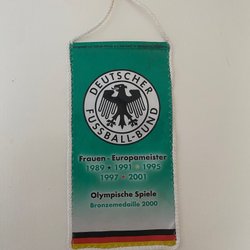 DEUTSCHER
FUSSBALL-BUND
Frauen - Europameister
1989 * 1991 * 1995
1997 * 2001
Olympische Spiele
Bronzemedaille 2000